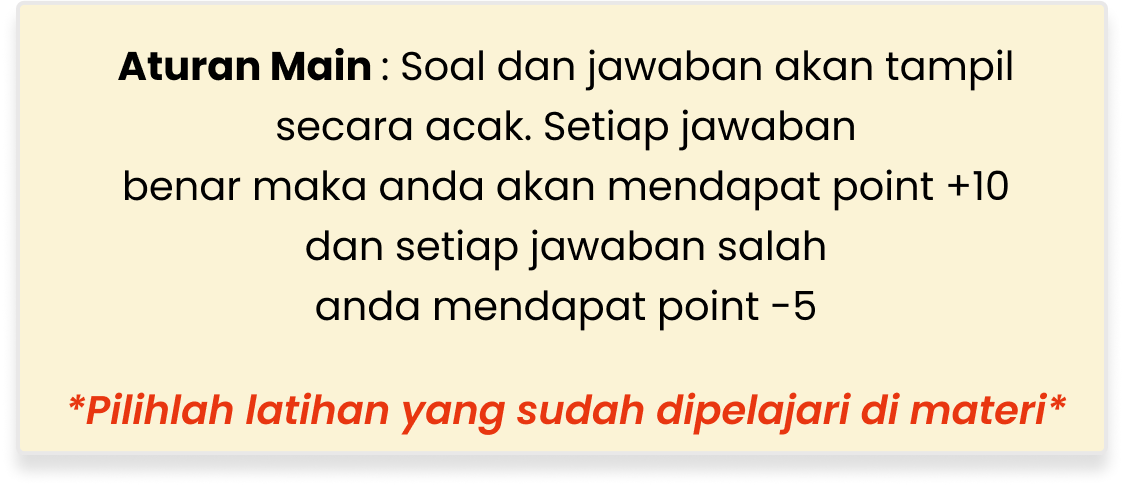 Aturan Main : Soal dan jawaban akan tampil
secara acak. Setiap jawaban
benar maka anda akan mendapat point +10
dan setiap jawaban salah
anda mendapat point -5
*Pilihlah latihan yang sudah dipelajari di materi*